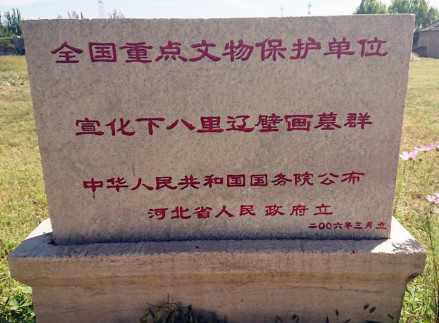 全国重点文物保护单位
宣化下八里辽壁画墓群
中华人民共和国国务院公布
河北省人民政府立
二〇〇六年三月立